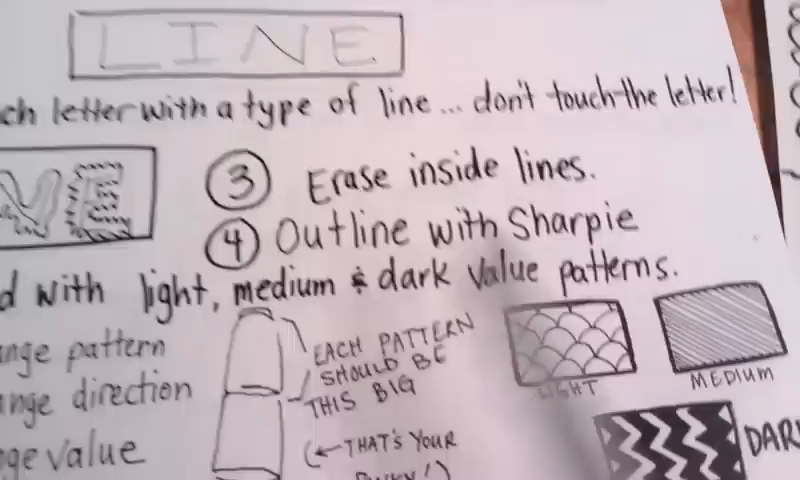 LINE
ch letter with a type of line... don't touch the letter!
③ Erase inside lines.
④ Outline with Sharpie
d with light, medium & dark value patterns.
nge pattern
nge direction
ge value
EACH PATTERN
SHOULD BE
THIS BIG
← THAT'S YOUR
PINKY!)
LIGHT
MEDIUM
DAR